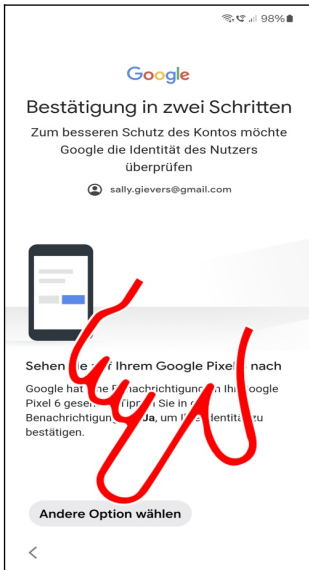 98%
Google
Bestätigung in zwei Schritten
Zum besseren Schutz des Kontos möchte
Google die Identität des Nutzers
überprüfen
sally.gievers@gmail.com
Sehen auf Ihrem Google Pixel nach
Google hat Benachrichtigung Ihr
Pixel 6 Sie in
Benachrichtigung Ja, um Identität zu
bestätigen.
Andere Option wählen